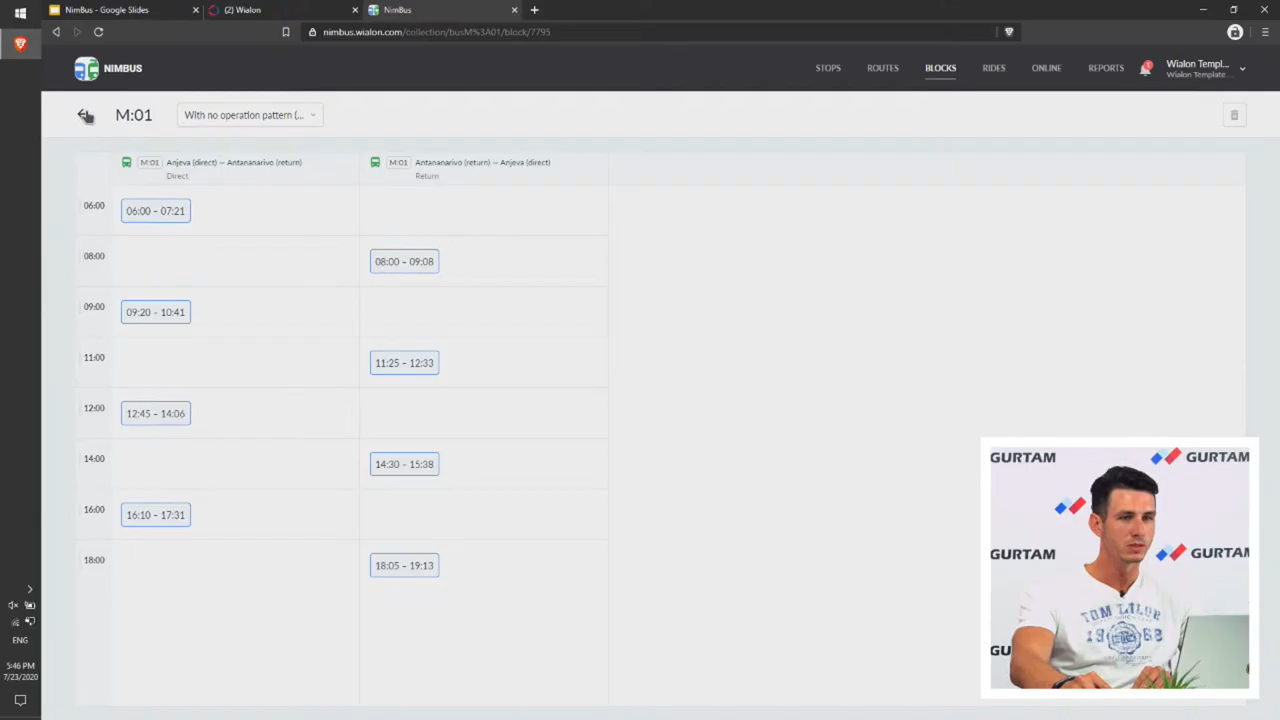 NimBus - Google Slides
(2) Wialon
NimBus
nimbus.wialon.com/collection/busM%3A01/block/7795
NIMBUS
STOPS
ROUTES
BLOCKS
RIDES
ONLINE
REPORTS
Wialon Templ...
Wialon Template...
M:01
With no operation pattern (...
M:01 Anjeva (direct) — Antananarivo (return)
Direct
M:01 Antananarivo (return) — Anjeva (direct)
Return
06:00
06:00 – 07:21
08:00
08:00 – 09:08
09:00
09:20 – 10:41
11:00
11:25 – 12:33
12:00
12:45 – 14:06
14:00
14:30 – 15:38
16:00
16:10 – 17:31
18:00
18:05 – 19:13
ENG
5:46 PM
7/23/2020
GURTAM
GURTAM
GURTAM
GURTAM
TOM TAILOR
1968